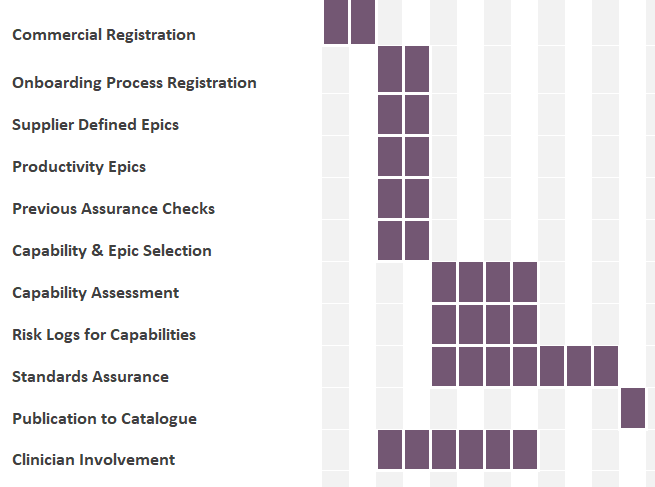 Commercial Registration
Onboarding Process Registration
Supplier Defined Epics
Productivity Epics
Previous Assurance Checks
Capability & Epic Selection
Capability Assessment
Risk Logs for Capabilities
Standards Assurance
Publication to Catalogue
Clinician Involvement